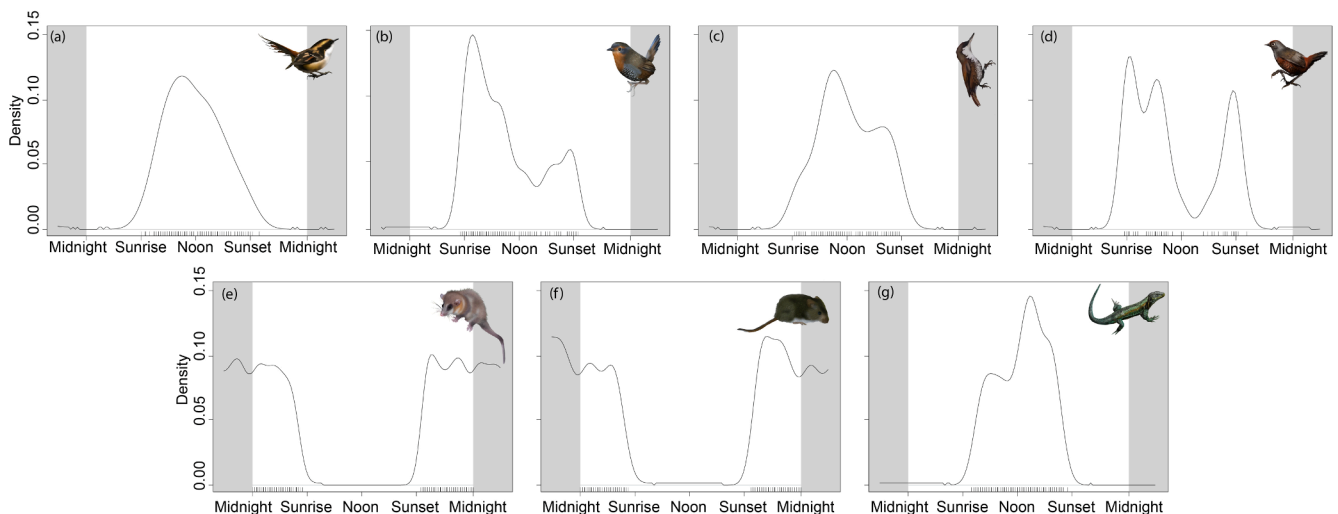 (a) (b) (c) (d)
0.15
0.10
0.05
0.00
Density
Midnight Sunrise Noon Sunset Midnight
Midnight Sunrise Noon Sunset Midnight
Midnight Sunrise Noon Sunset Midnight
Midnight Sunrise Noon Sunset Midnight
(e) (f) (g)
0.15
0.10
0.05
0.00
Density
Midnight Sunrise Noon Sunset Midnight
Midnight Sunrise Noon Sunset Midnight
Midnight Sunrise Noon Sunset Midnight